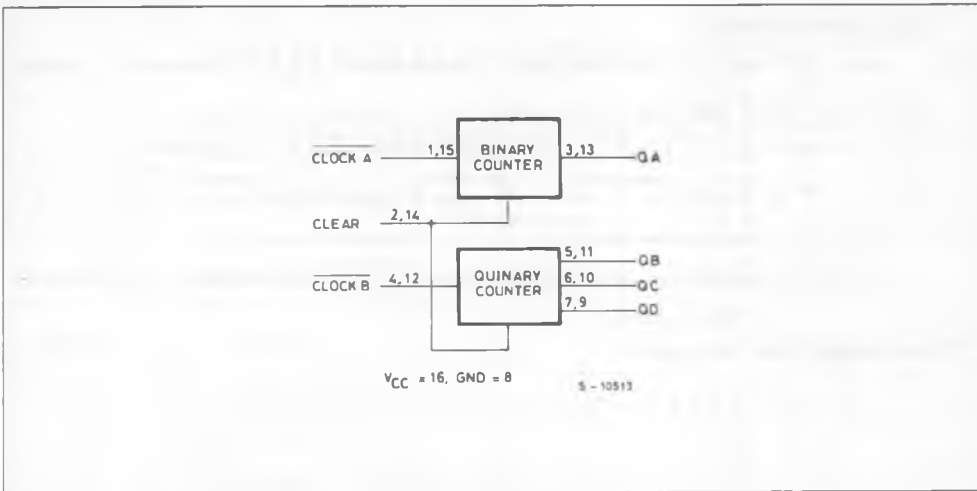 CLOCK A
1,15
BINARY
COUNTER
3,13
QA
CLEAR
2,14
CLOCK B
4,12
QUINARY
COUNTER
5,11
QB
6,10
QC
7,9
QD
VCC = 16, GND = 8
S - 10513